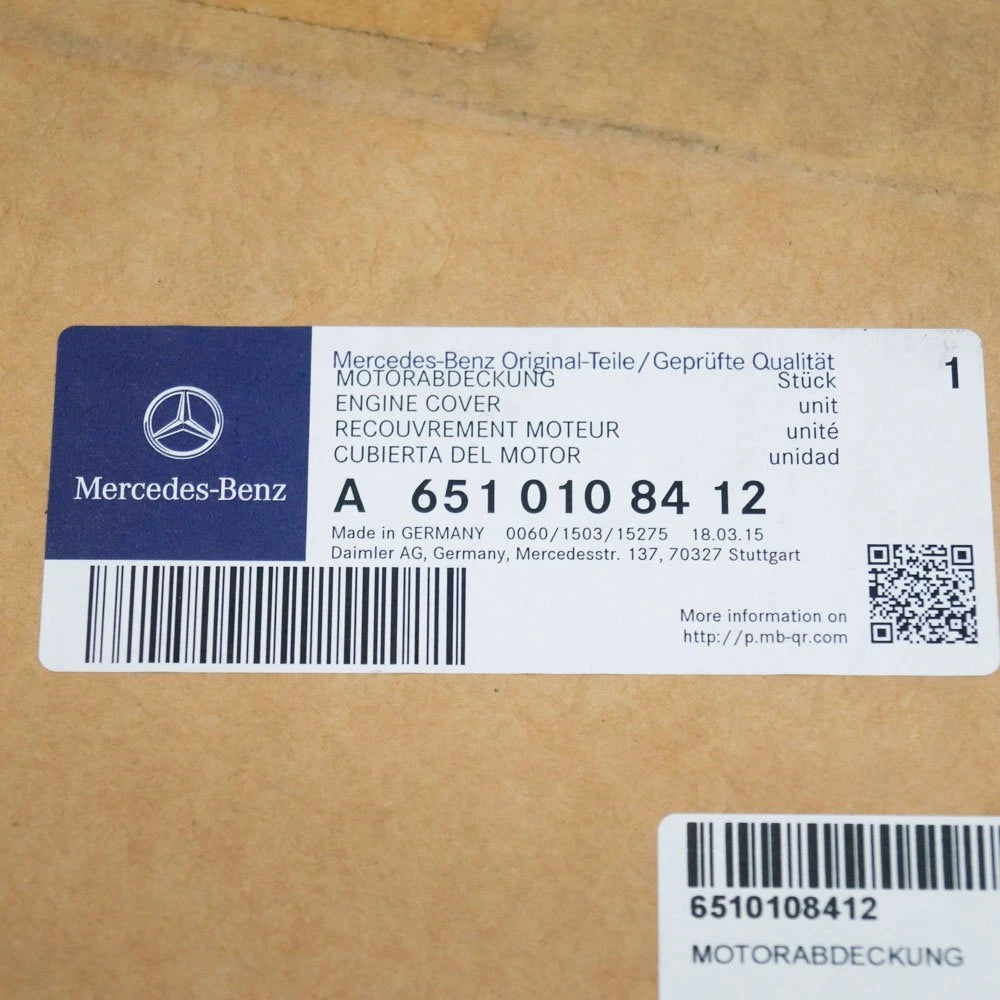 Mercedes-Benz Original-Teile/Geprüfte Qualität
1
MOTORABDECKUNG Stück
ENGINE COVER unit
RECOUVREMENT MOTEUR unité
CUBIERTA DEL MOTOR unidad
Mercedes-Benz
A 651 010 84 12
Made in GERMANY 0060/1503/15275 18.03.15
Daimler AG, Germany, Mercedesstr. 137, 70327 Stuttgart
More information on
http://p.mb-qr.com
6510108412
MOTORABDECKUNG